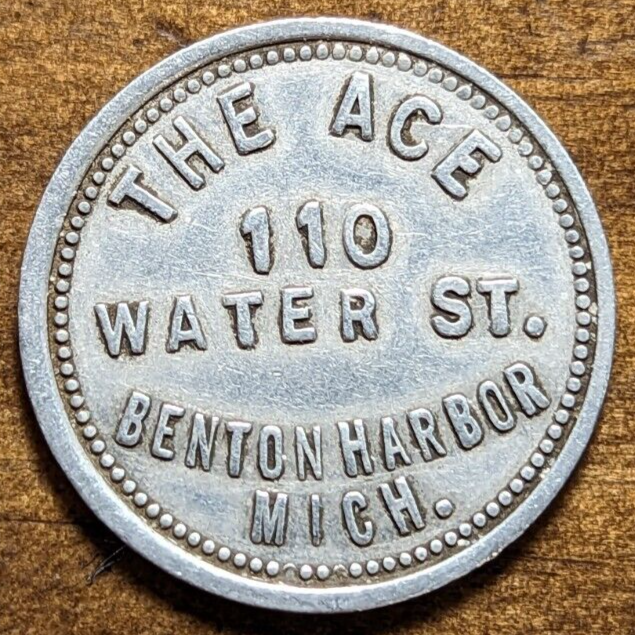 THE ACE
110
WATER ST.
BENTON HARBOR
MICH.